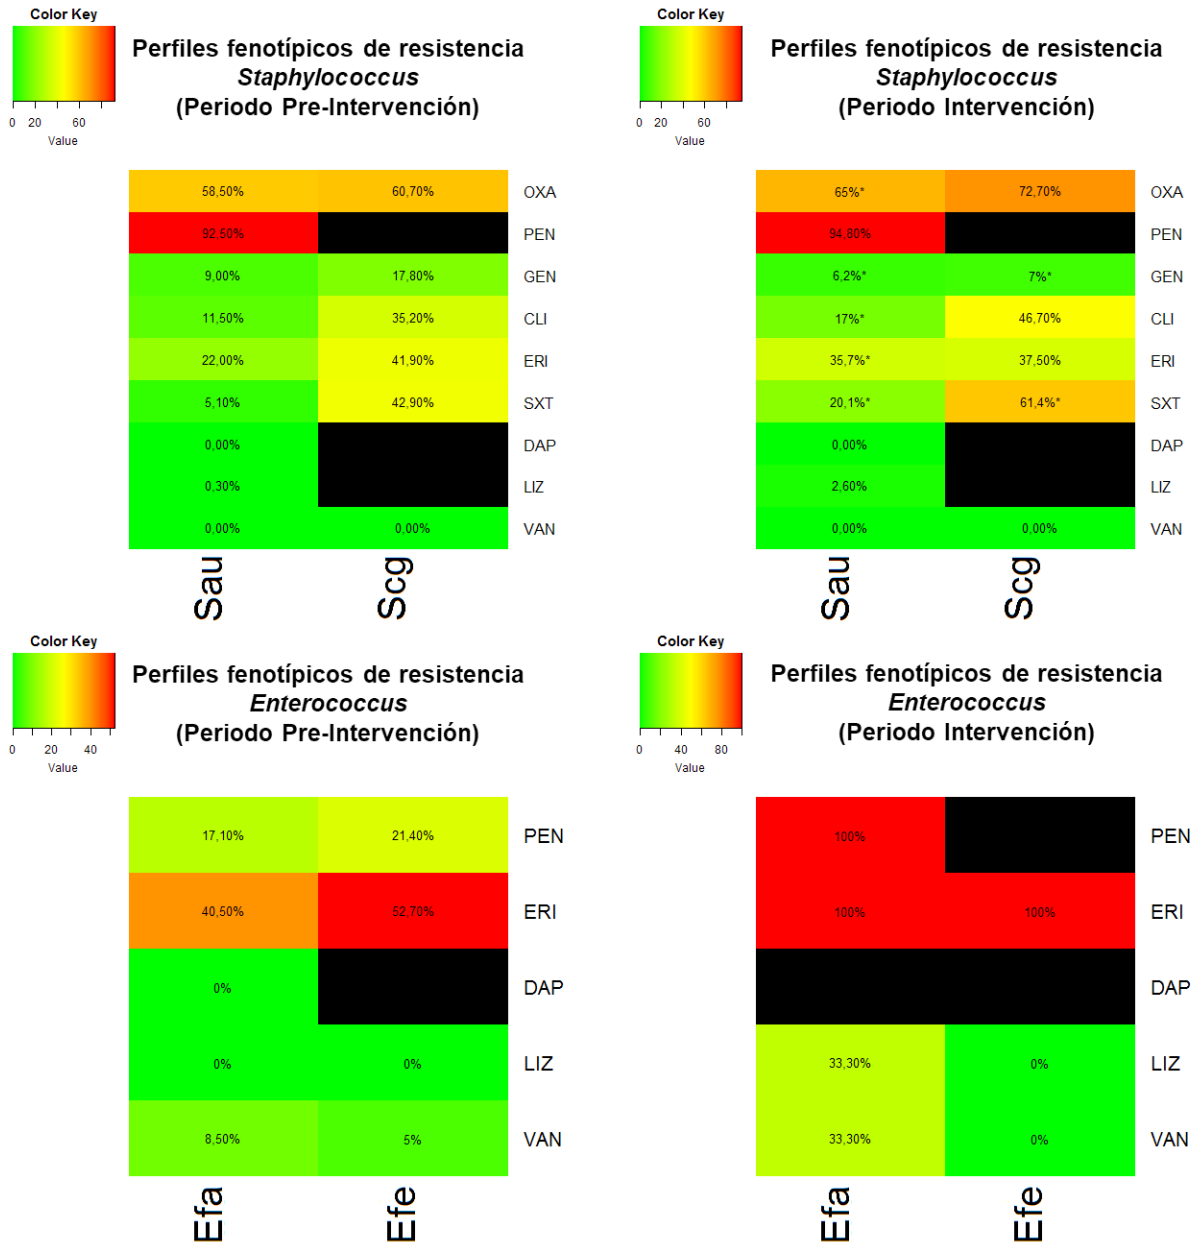 Color Key
0 20 60
Value
Perfiles fenotípicos de resistencia
Staphylococcus
(Periodo Pre-Intervención)
58,50% 60,70% OXA
92,50% PEN
9,00% 17,80% GEN
11,50% 35,20% CLI
22,00% 41,90% ERI
5,10% 42,90% SXT
0,00% DAP
0,30% LIZ
0,00% 0,00% VAN
Sau Scg
Color Key
0 20 60
Value
Perfiles fenotípicos de resistencia
Staphylococcus
(Periodo Intervención)
65%* 72,70% OXA
94,80% PEN
6,2%* 7%* GEN
17%* 46,70% CLI
35,7%* 37,50% ERI
20,1%* 61,4%* SXT
0,00% DAP
2,60% LIZ
0,00% 0,00% VAN
Sau Scg
Color Key
0 20 40
Value
Perfiles fenotípicos de resistencia
Enterococcus
(Periodo Pre-Intervención)
17,10% 21,40% PEN
40,50% 52,70% ERI
0% DAP
0% 0% LIZ
8,50% 5% VAN
Efa Efe
Color Key
0 40 80
Value
Perfiles fenotípicos de resistencia
Enterococcus
(Periodo Intervención)
100% PEN
100% 100% ERI
DAP
33,30% 0% LIZ
33,30% 0% VAN
Efa Efe